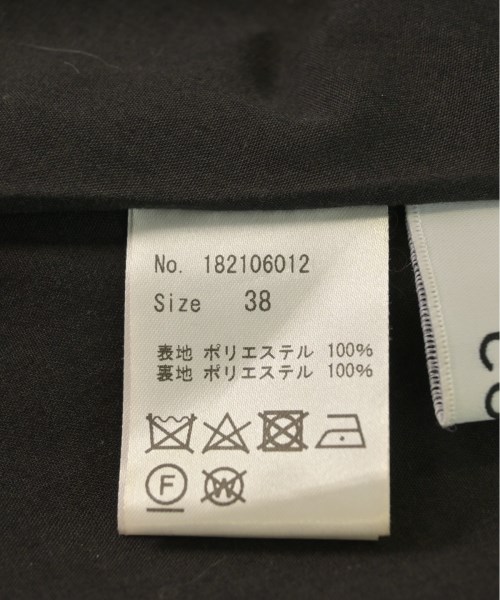 No. 182106012
Size 38
表地 ポリエステル 100%
裏地 ポリエステル 100%
F W